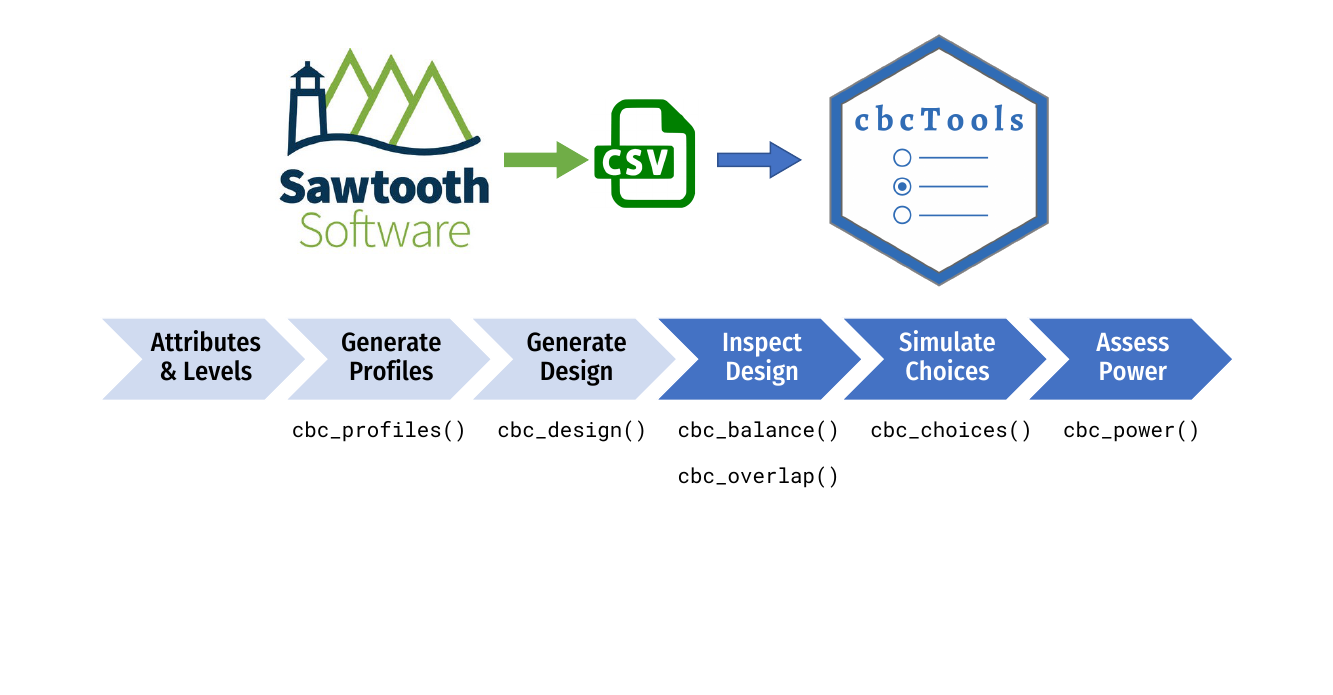 Sawtooth
Software
CSV
cbcTools
Attributes
& Levels
Generate
Profiles
Generate
Design
Inspect
Design
Simulate
Choices
Assess
Power
cbc_profiles()
cbc_design()
cbc_balance()
cbc_choices()
cbc_power()
cbc_overlap()